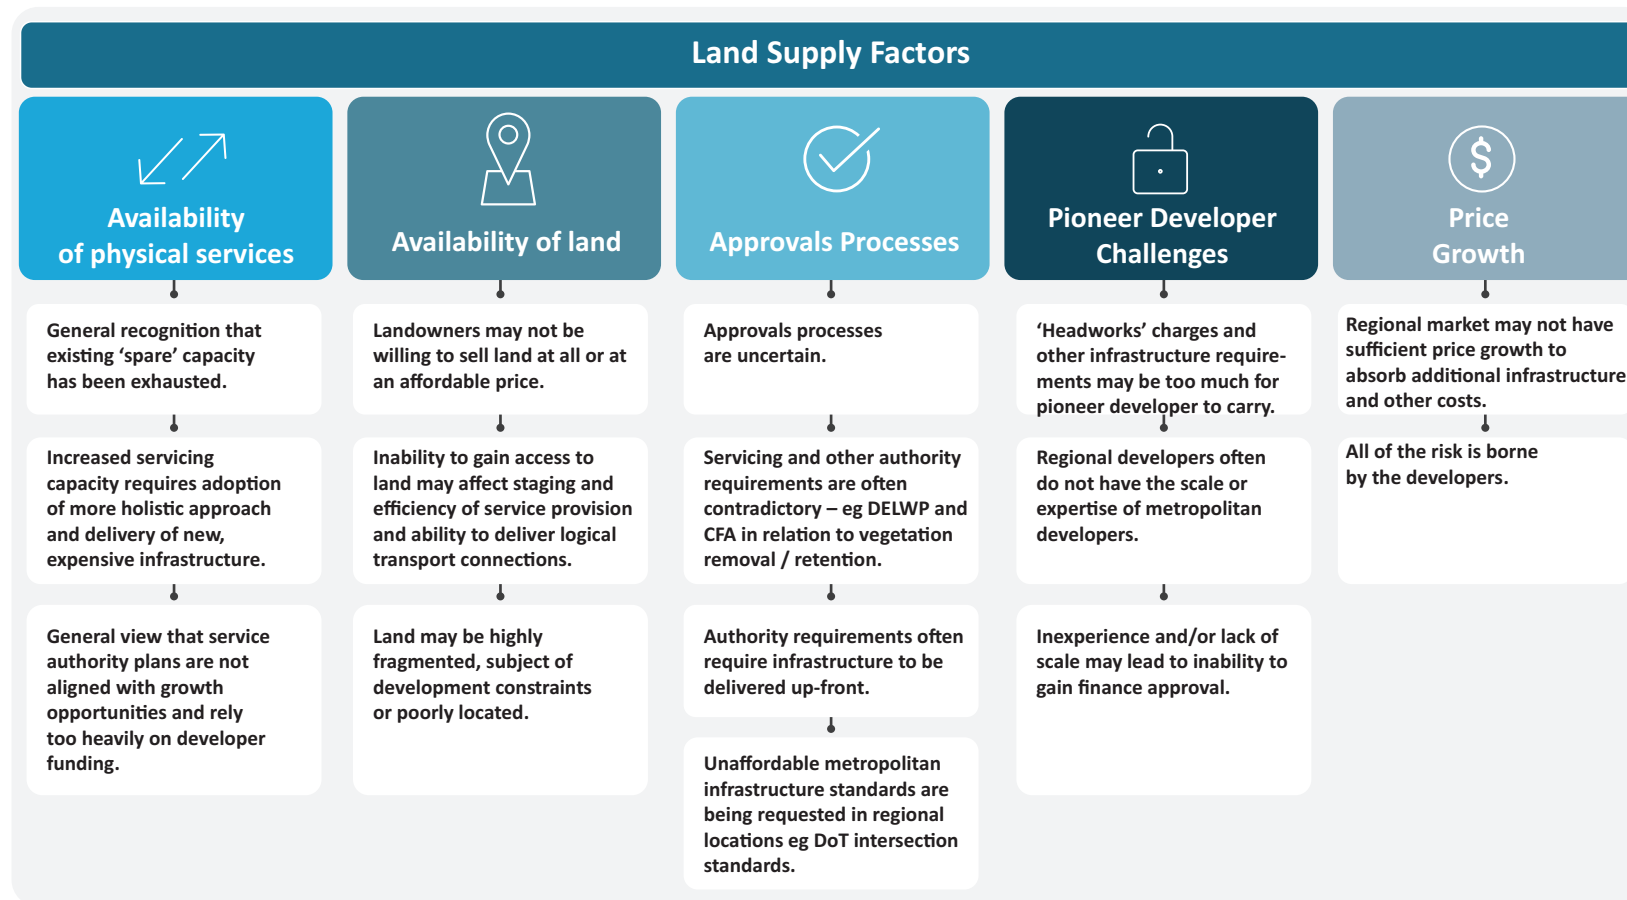 Land Supply Factors
Availability
of physical services
General recognition that
existing ‘spare’ capacity
has been exhausted.
Increased servicing
capacity requires adoption
of more holistic approach
and delivery of new,
expensive infrastructure.
General view that service
authority plans are not
aligned with growth
opportunities and rely
too heavily on developer
funding.
Availability of land
Landowners may not be
willing to sell land at all or at
an affordable price.
Inability to gain access to
land may affect staging and
efficiency of service provision
and ability to deliver logical
transport connections.
Land may be highly
fragmented, subject of
development constraints
or poorly located.
Approvals Processes
Approvals processes
are uncertain.
Servicing and other authority
requirements are often
contradictory – eg DELWP and
CFA in relation to vegetation
removal / retention.
Authority requirements often
require infrastructure to be
delivered up-front.
Unaffordable metropolitan
infrastructure standards are
being requested in regional
locations eg DoT intersection
standards.
Pioneer Developer
Challenges
‘Headworks’ charges and
other infrastructure require-
ments may be too much for
pioneer developer to carry.
Regional developers often
do not have the scale or
expertise of metropolitan
developers.
Inexperience and/or lack of
scale may lead to inability to
gain finance approval.
$
Price
Growth
Regional market may not have
sufficient price growth to
absorb additional infrastructure
and other costs.
All of the risk is borne
by the developers.